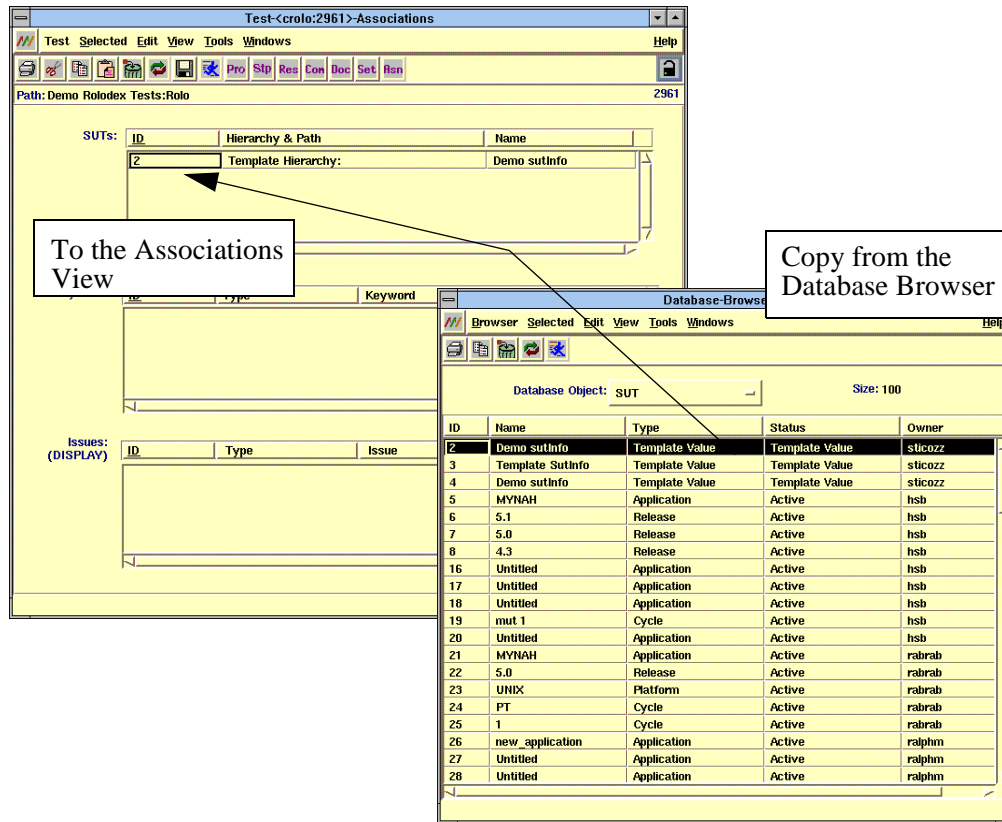 Test-<crolo:2961>-Associations
Test Selected Edit View Tools Windows Help
Pro Stp Res Con Doc Set Asn
Path: Demo Rolodex Tests:Rolo 2961
SUTs: ID Hierarchy & Path Name
2 Template Hierarchy: Demo sutInfo
To the Associations
View
Copy from the
Database Browser
ID Type Keyword
Issues:
(DISPLAY)
ID Type Issue
Database-Browse
Browser Selected Edit View Tools Windows Help
Database Object: SUT Size: 100
ID Name Type Status Owner
2 Demo sutInfo Template Value Template Value sticozz
3 Template SutInfo Template Value Template Value sticozz
4 Demo sutInfo Template Value Template Value sticozz
5 MYNAH Application Active hsb
6 5.1 Release Active hsb
7 5.0 Release Active hsb
8 4.3 Release Active hsb
16 Untitled Application Active hsb
17 Untitled Application Active hsb
18 Untitled Application Active hsb
19 mut 1 Cycle Active hsb
20 Untitled Application Active hsb
21 MYNAH Application Active rabrab
22 5.0 Release Active rabrab
23 UNIX Platform Active rabrab
24 PT Cycle Active rabrab
25 1 Cycle Active rabrab
26 new_application Application Active ralphm
27 Untitled Application Active ralphm
28 Untitled Application Active ralphm